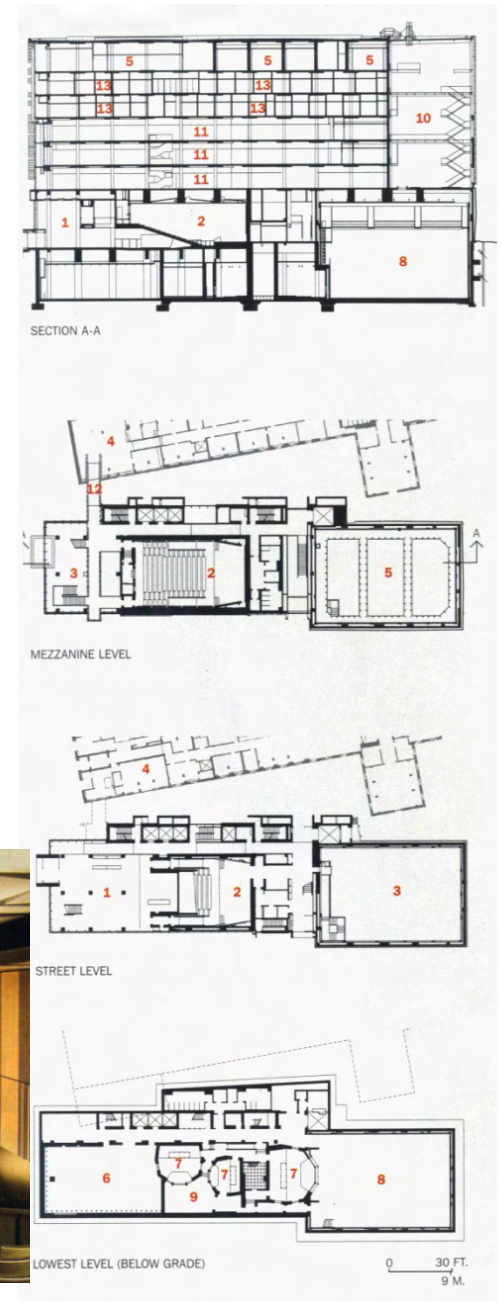 5 5 5
13 13
13 13
10
11
11
11
1 2
8
SECTION A-A
4
12
3 2 5
A
MEZZANINE LEVEL
4
1 2 3
STREET LEVEL
7 7 7
6 9 8
LOWEST LEVEL (BELOW GRADE)
0 30 FT.
9 M.